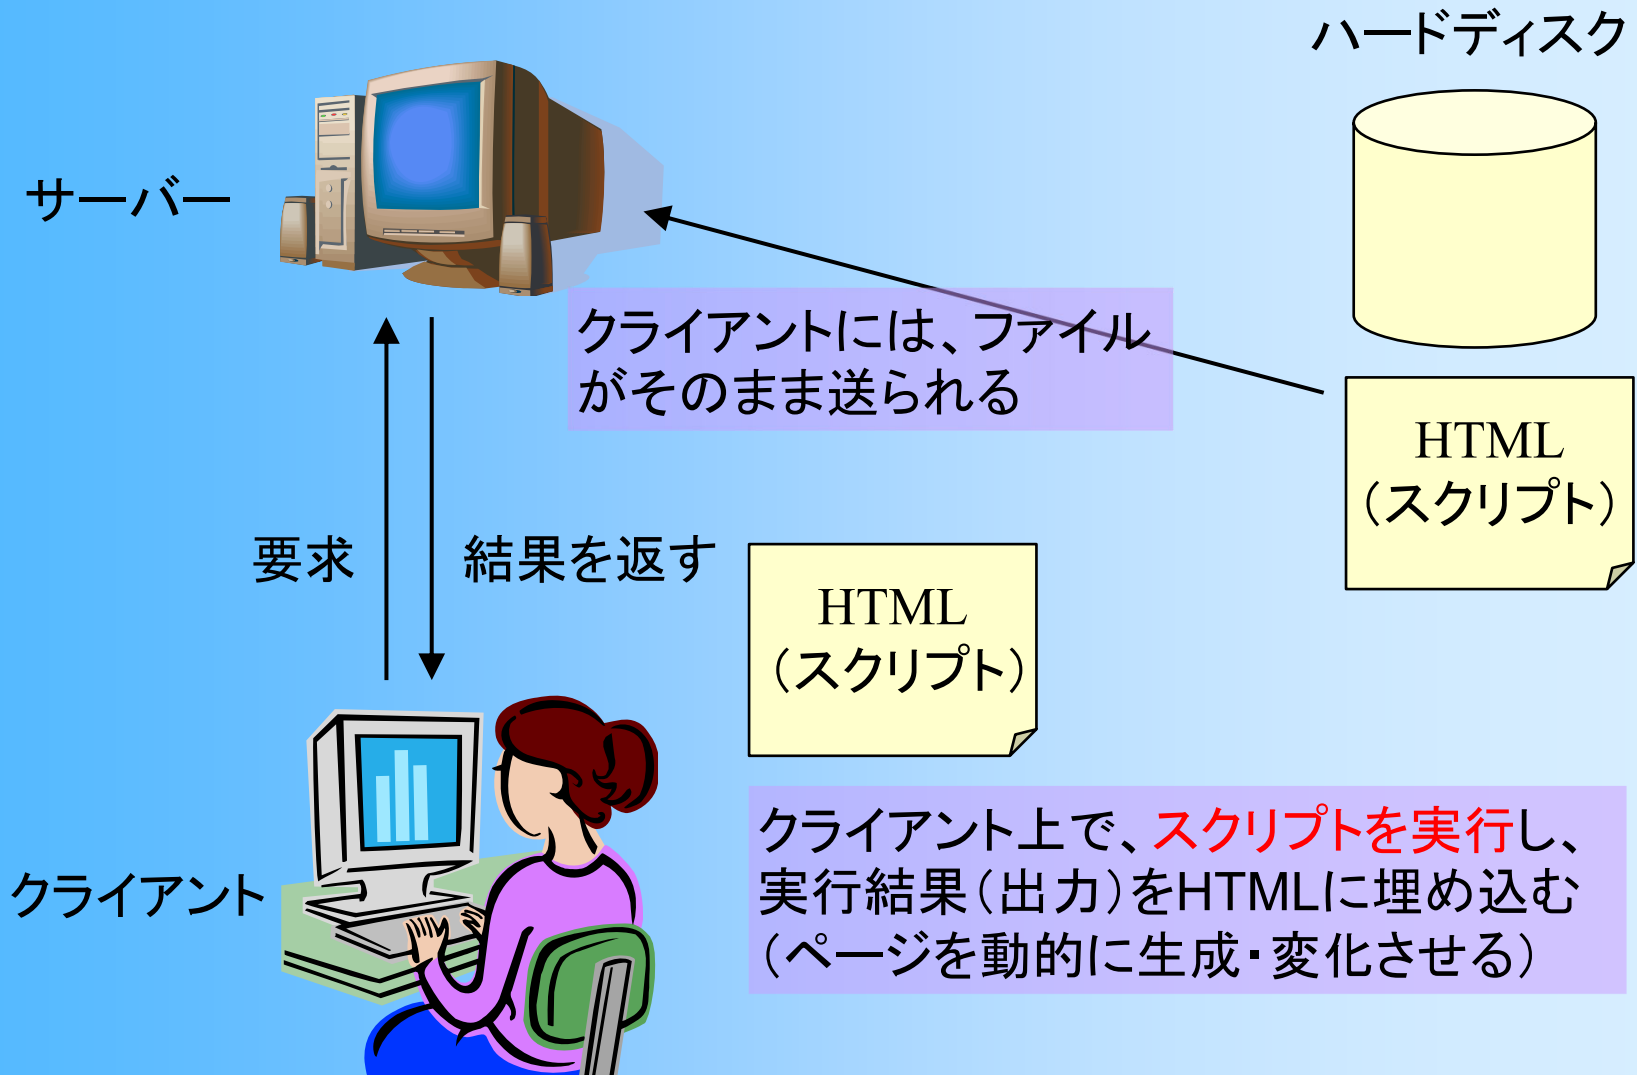 ハードディスク
サーバー
クライアントには、ファイル
がそのまま送られる
HTML
（スクリプト）
要求
結果を返す
HTML
（スクリプト）
クライアント
クライアント上で、スクリプトを実行し、
実行結果（出力）をHTMLに埋め込む
（ページを動的に生成・変化させる）